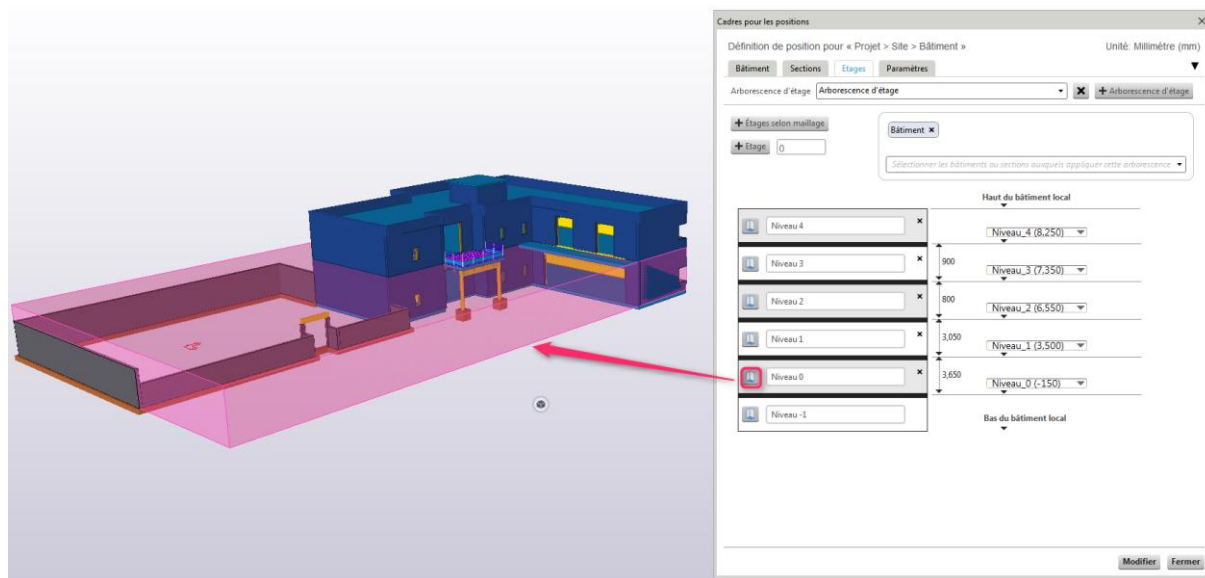 Cadres pour les positions
Définition de position pour « Projet > Site > Bâtiment » Unité: Millimètre (mm)
Bâtiment Sections Etages Paramètres
Arborescence d'étage Arborescence d'étage + Arborescence d'étage
+ Étages selon maillage
Bâtiment ×
+ Etage 0
Sélectionner les bâtiments ou sections auxquels appliquer cette arborescence
Haut du bâtiment local
Niveau 4 Niveau_4 (8,250)
900
Niveau 3 Niveau_3 (7,350)
800
Niveau 2 Niveau_2 (6,550)
3,050
Niveau 1 Niveau_1 (3,500)
3,650
Niveau 0 Niveau_0 (-150)
Niveau -1 Bas du bâtiment local
Modifier Fermer